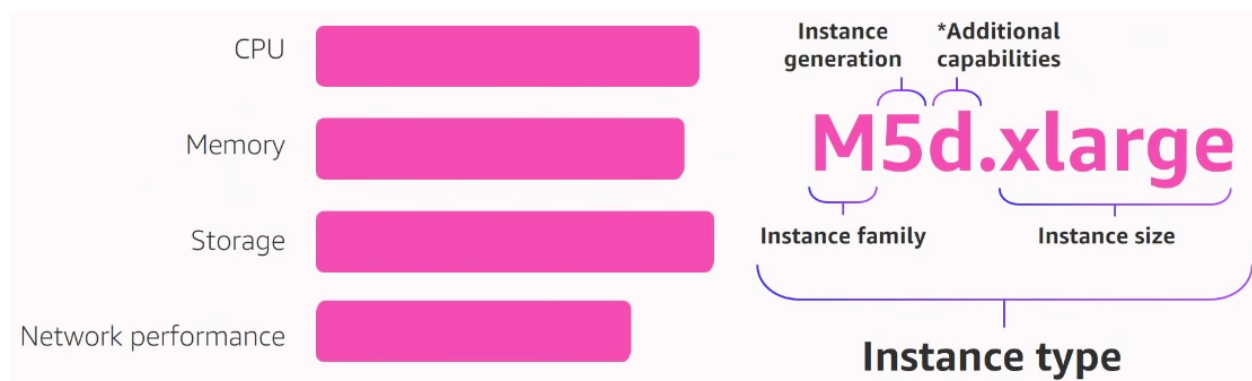 CPU
Memory
Storage
Network performance
Instance
generation
*Additional
capabilities
M5d.xlarge
Instance family
Instance size
Instance type